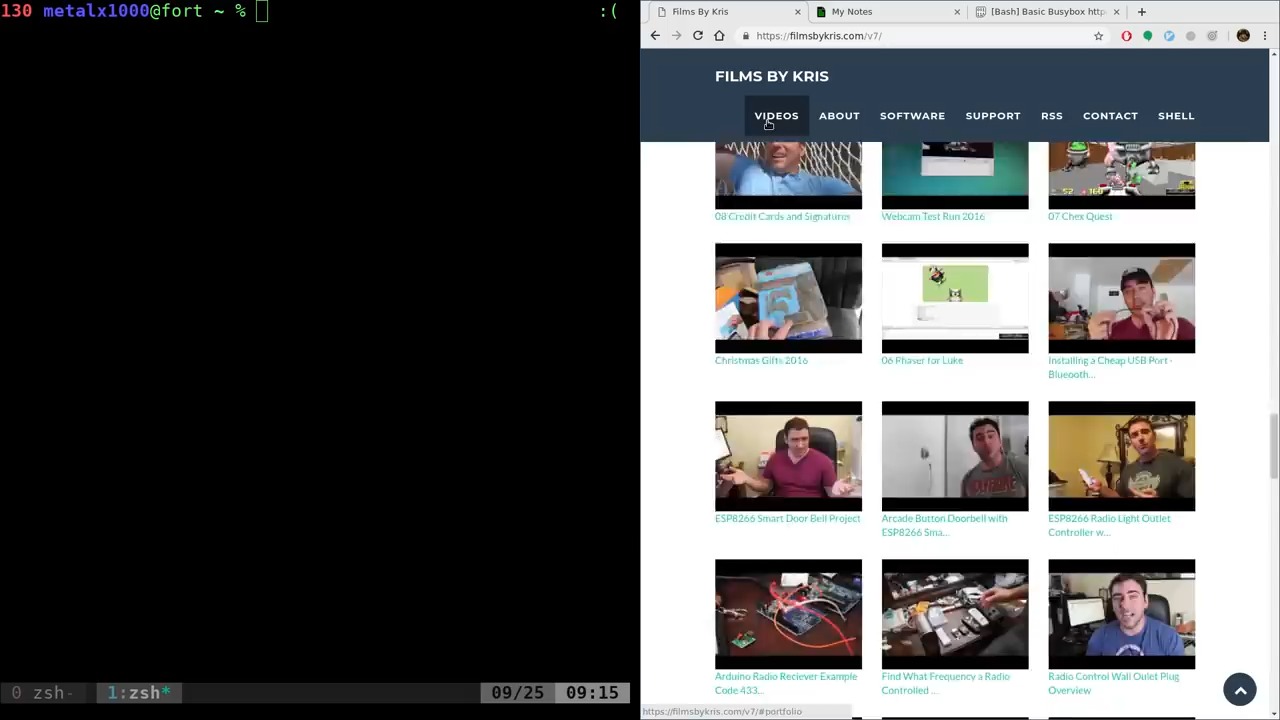 130 metalx1000@fort ~ % :(
0 zsh- 1:zsh* 09/25 09:15
Films By Kris
My Notes
[Bash] Basic Busybox http
https://filmsbykris.com/v7/
FILMS BY KRIS
VIDEOS ABOUT SOFTWARE SUPPORT RSS CONTACT SHELL
08 Credit Cards and Signatures
Webcam Test Run 2016
07 Chex Quest
Christmas Gifts 2016
06 Phaser for Luke
Installing a Cheap USB Port -
Blueooth...
ESP8266 Smart Door Bell Project
Arcade Button Doorbell with
ESP8266 Sma...
ESP8266 Radio Light Outlet
Controller w...
Arduino Radio Reciever Example
Code 433...
Find What Frequency a Radio
Controlled ...
Radio Control Wall Oulet Plug
Overview
https://filmsbykris.com/v7/#portfolio